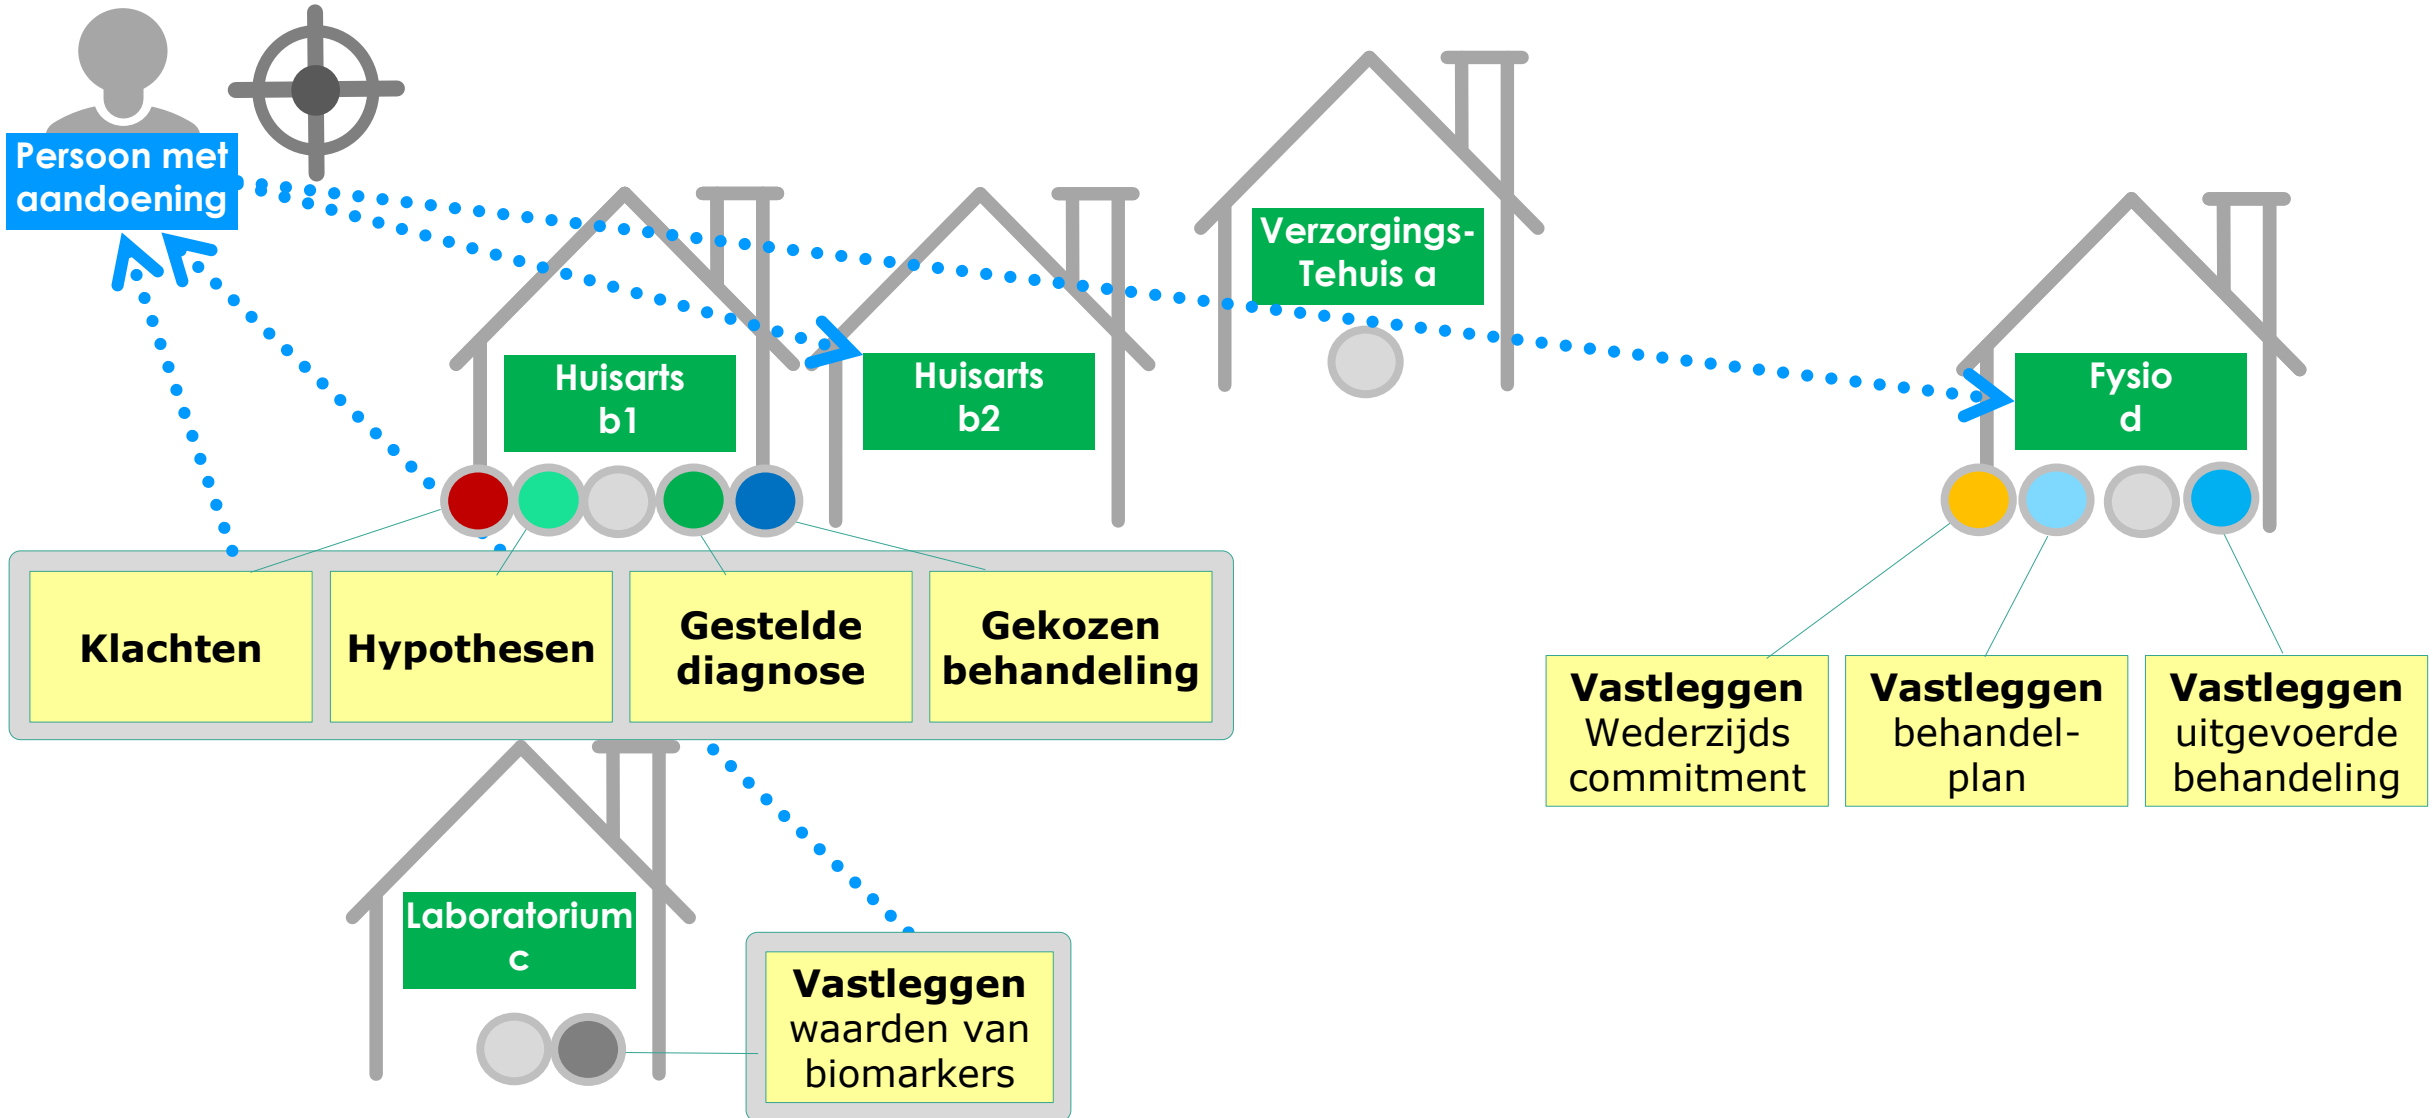 Persoon met
aandoening
Verzorgings-
Tehuis a
Huisarts
b1
Huisarts
b2
Fysio
d
Klachten
Hypothesen
Gestelde
diagnose
Gekozen
behandeling
Vastleggen
Wederzijds
commitment
Vastleggen
behandel-
plan
Vastleggen
uitgevoerde
behandeling
Laboratorium
c
Vastleggen
waarden van
biomarkers